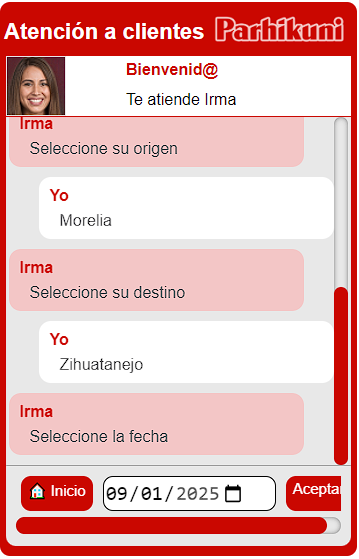 Atención a clientes Parhikuni
Bienvenid@
Te atiende Irma
Irma
Seleccione su origen
Yo
Morelia
Irma
Seleccione su destino
Yo
Zihuatanejo
Irma
Seleccione la fecha
Inicio 09/01/2025 Aceptar